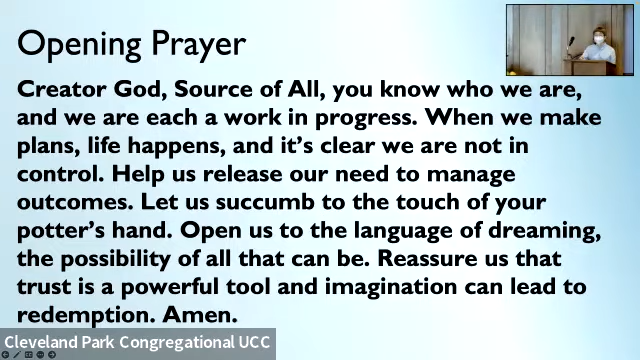 Opening Prayer
Creator God, Source of All, you know who we are,
and we are each a work in progress. When we make
plans, life happens, and it's clear we are not in
control. Help us release our need to manage
outcomes. Let us succumb to the touch of your
potter's hand. Open us to the language of dreaming,
the possibility of all that can be. Reassure us that
trust is a powerful tool and imagination can lead to
redemption. Amen.
Cleveland Park Congregational UCC